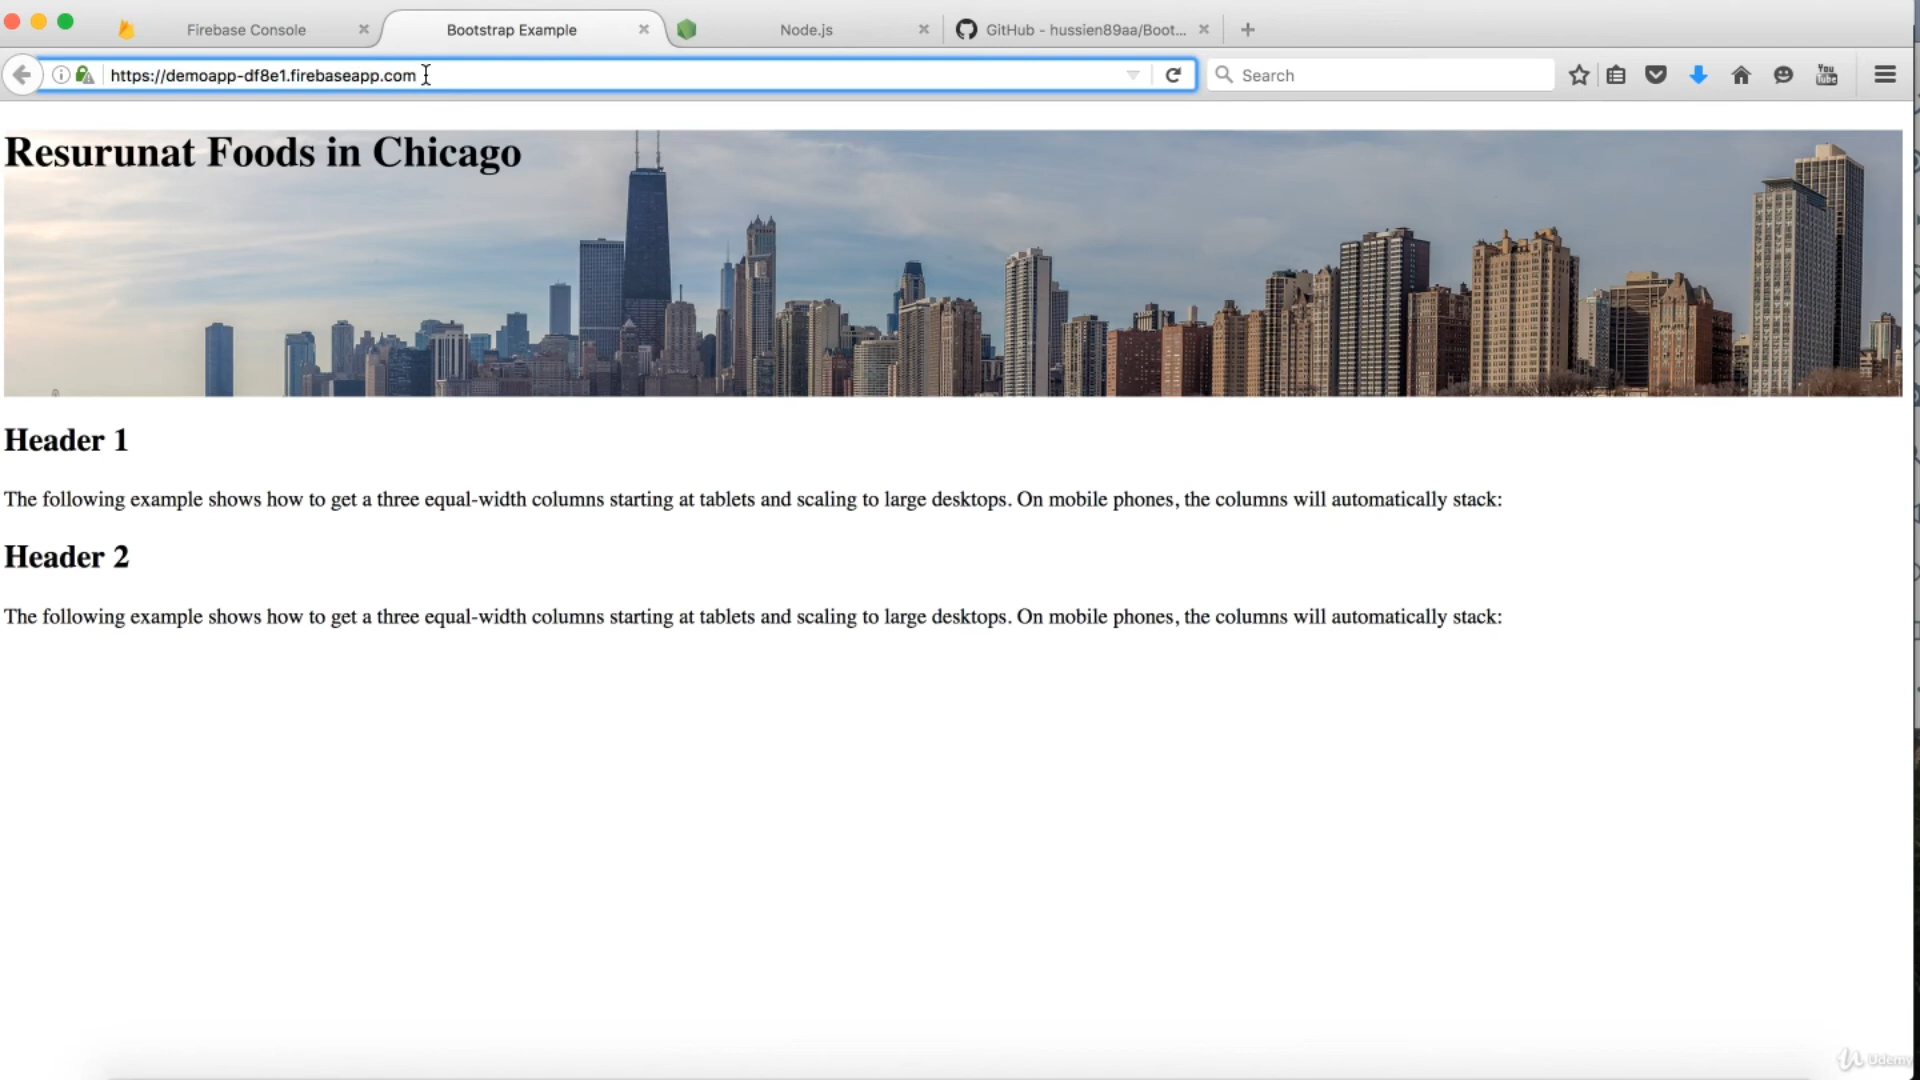 Firebase Console
Bootstrap Example
Node.js
GitHub - hussien89aa/Boot...
https://demoapp-df8e1.firebaseapp.com
Search
You Tube
Resurunat Foods in Chicago
Header 1
The following example shows how to get a three equal-width columns starting at tablets and scaling to large desktops. On mobile phones, the columns will automatically stack:
Header 2
The following example shows how to get a three equal-width columns starting at tablets and scaling to large desktops. On mobile phones, the columns will automatically stack:
Udemy